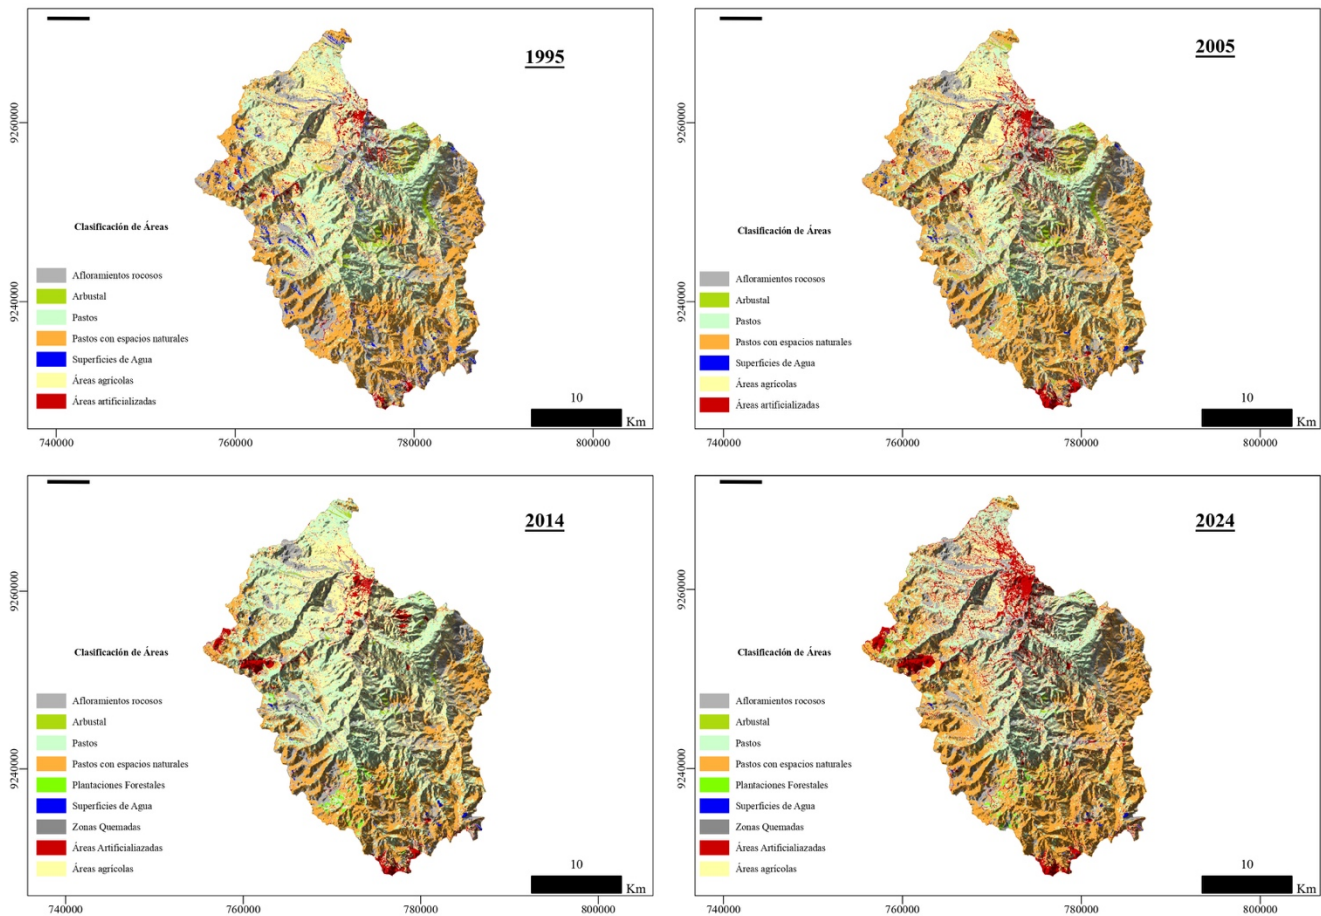 1995
9260000
9240000
Clasificación de Áreas
Afloramientos rocosos
Arbustal
Pastos
Pastos con espacios naturales
Superficies de Agua
Áreas agrícolas
Áreas artificializadas
10
Km
740000
760000
780000
800000
2005
9260000
9240000
Clasificación de Áreas
Afloramientos rocosos
Arbustal
Pastos
Pastos con espacios naturales
Superficies de Agua
Áreas agrícolas
Áreas artificializadas
10
Km
740000
760000
780000
800000
2014
9260000
9240000
Clasificación de Áreas
Afloramientos rocosos
Arbustal
Pastos
Pastos con espacios naturales
Plantaciones Forestales
Superficies de Agua
Zonas Quemadas
Áreas Artificialiazadas
Áreas agrícolas
10
Km
740000
760000
780000
800000
2024
9260000
9240000
Clasificación de Áreas
Afloramientos rocosos
Arbustal
Pastos
Pastos con espacios naturales
Plantaciones Forestales
Superficies de Agua
Zonas Quemadas
Áreas Artificialiazadas
Áreas agrícolas
10
Km
740000
760000
780000
800000